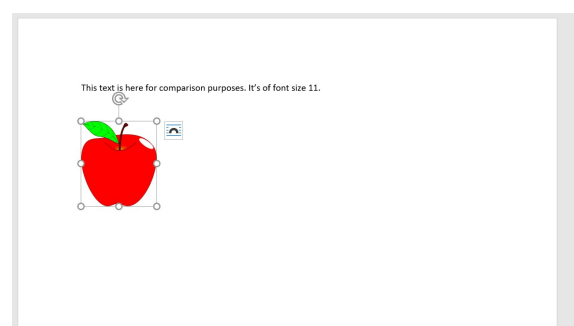 This text is here for comparison purposes. It’s of font size 11.